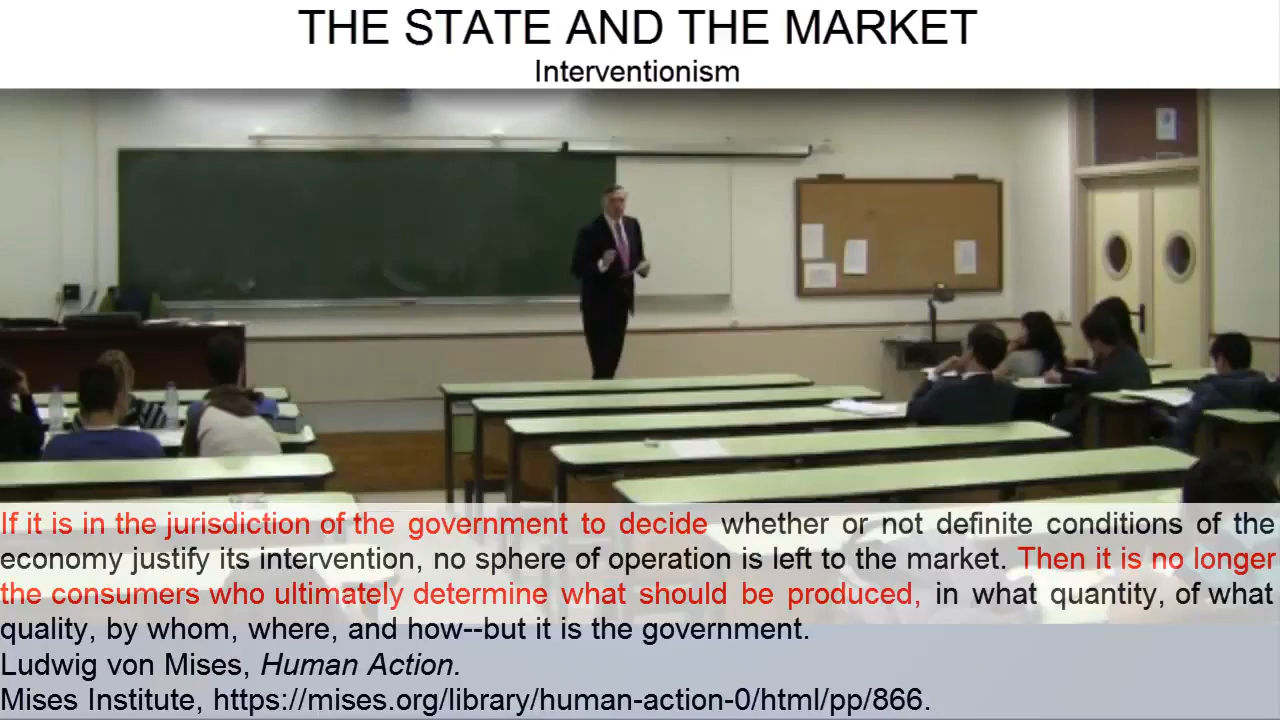 THE STATE AND THE MARKET
Interventionism
If it is in the jurisdiction of the government to decide whether or not definite conditions of the
economy justify its intervention, no sphere of operation is left to the market. Then it is no longer
the consumers who ultimately determine what should be produced, in what quantity, of what
quality, by whom, where, and how--but it is the government.
Ludwig von Mises, Human Action.
Mises Institute, https://mises.org/library/human-action-0/html/pp/866.